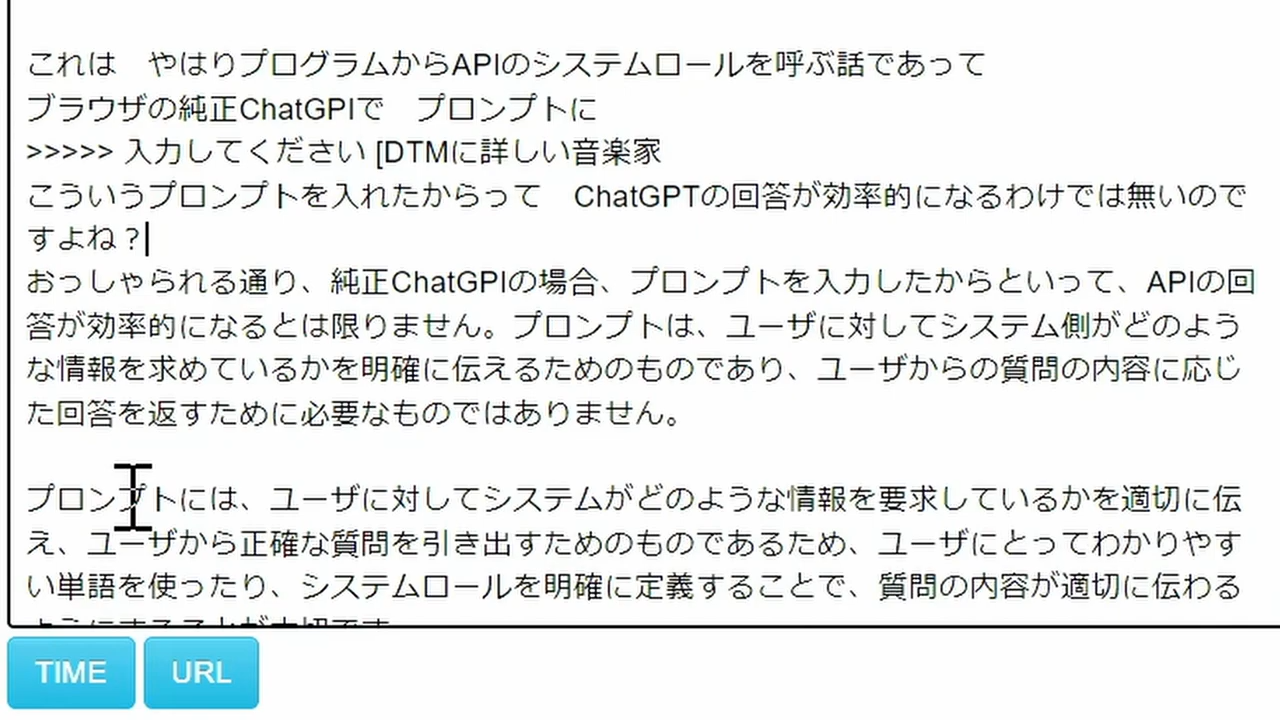 これは　やはりプログラムからAPIのシステムロールを呼ぶ話であって
ブラウザの純正ChatGPIで　プロンプトに
>>>>> 入力してください [DTMに詳しい音楽家
こういうプロンプトを入れたからって　ChatGPTの回答が効率的になるわけでは無いので
すよね？
おっしゃられる通り、純正ChatGPIの場合、プロンプトを入力したからといって、APIの回
答が効率的になるとは限りません。プロンプトは、ユーザに対してシステム側がどのよう
な情報を求めているかを明確に伝えるためのものであり、ユーザからの質問の内容に応じ
た回答を返すために必要なものではありません。
プロンプトには、ユーザに対してシステムがどのような情報を要求しているかを適切に伝
え、ユーザから正確な質問を引き出すためのものであるため、ユーザにとってわかりやす
い単語を使ったり、システムロールを明確に定義することで、質問の内容が適切に伝わる
ようにすることが大切です
TIME URL